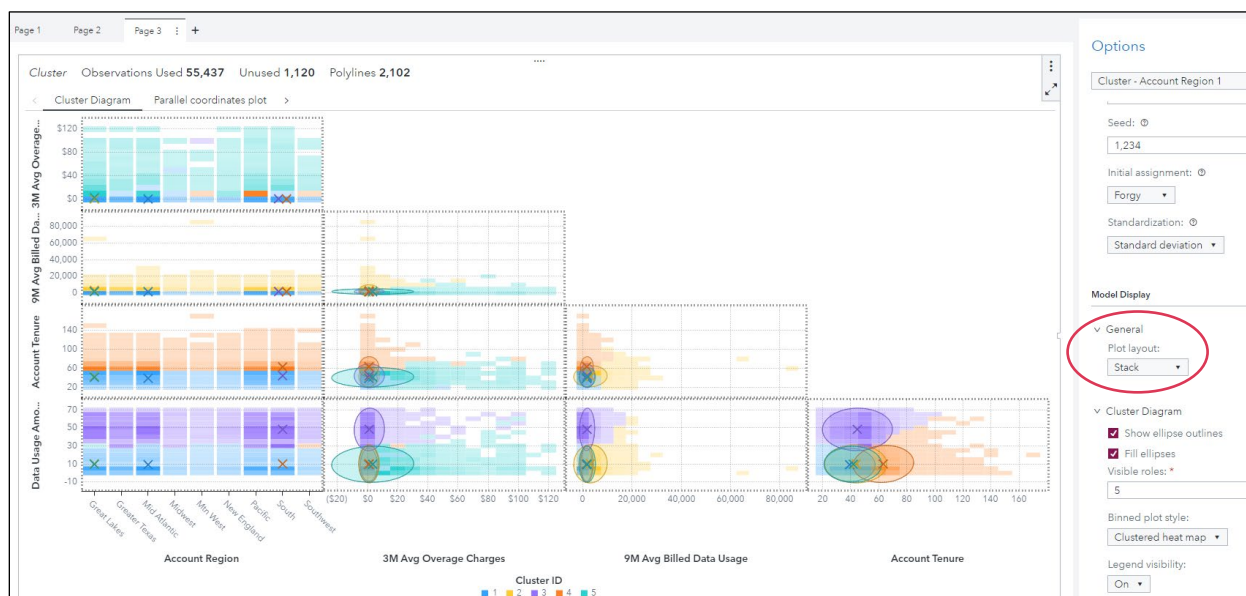 Page 1
Page 2
Page 3
+
Cluster Observations Used 55,437 Unused 1,120 Polylines 2,102
Cluster Diagram
Parallel coordinates plot
3M Avg Overage...
$120
$80
$40
$0
9M Avg Billed Da...
80,000
60,000
40,000
20,000
0
Account Tenure
140
100
60
20
Data Usage Amo...
70
50
30
10
-10
Great Lakes
Greater Texas
Mid Atlantic
Midwest
Mtn West
New England
Pacific
South
Southwest
($20) $0 $20 $40 $60 $80 $100 $120
0 20,000 40,000 60,000 80,000
20 40 60 80 100 120 140 160
Account Region
3M Avg Overage Charges
9M Avg Billed Data Usage
Account Tenure
Cluster ID
1 2 3 4 5
Options
Cluster - Account Region 1
Seed:
1,234
Initial assignment:
Forgy
Standardization:
Standard deviation
Model Display
General
Plot layout:
Stack
Cluster Diagram
Show ellipse outlines
Fill ellipses
Visible roles: *
5
Binned plot style:
Clustered heat map
Legend visibility:
On